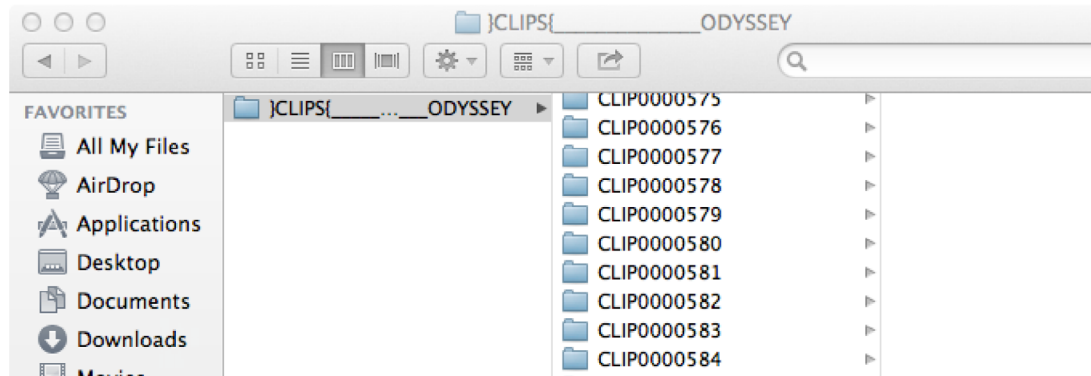 }CLIPS{_______________ODYSSEY
FAVORITES
All My Files
AirDrop
Applications
Desktop
Documents
Downloads
Movies
}CLIPS{_____...___ODYSSEY
CLIP0000575
CLIP0000576
CLIP0000577
CLIP0000578
CLIP0000579
CLIP0000580
CLIP0000581
CLIP0000582
CLIP0000583
CLIP0000584